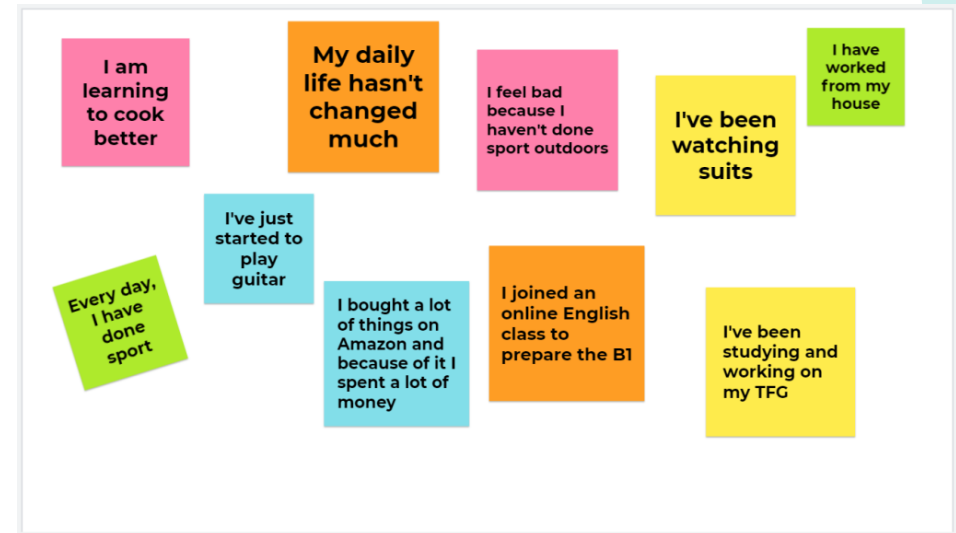 I am
learning
to cook
better
My daily
life hasn't
changed
much
I feel bad
because I
haven't done
sport outdoors
I've been
watching
suits
I have
worked
from my
house
Every day,
I have
done
sport
I've just
started to
play
guitar
I bought a lot
of things on
Amazon and
because of it I
spent a lot of
money
I joined an
online English
class to
prepare the B1
I've been
studying and
working on
my TFG